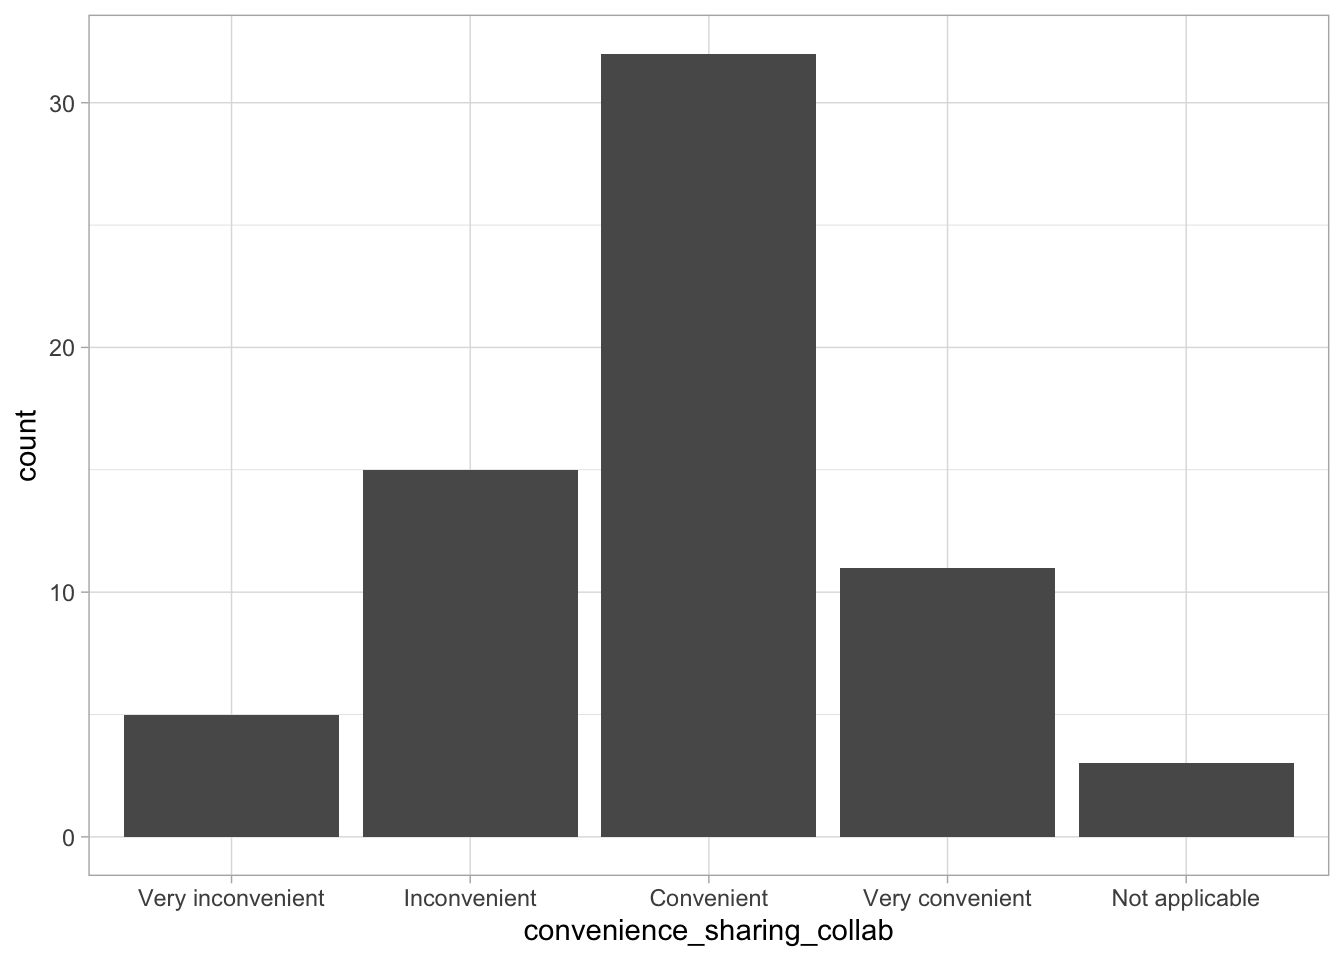 30
20
10
0
count
Very inconvenient
Inconvenient
Convenient
Very convenient
Not applicable
convenience_sharing_collab